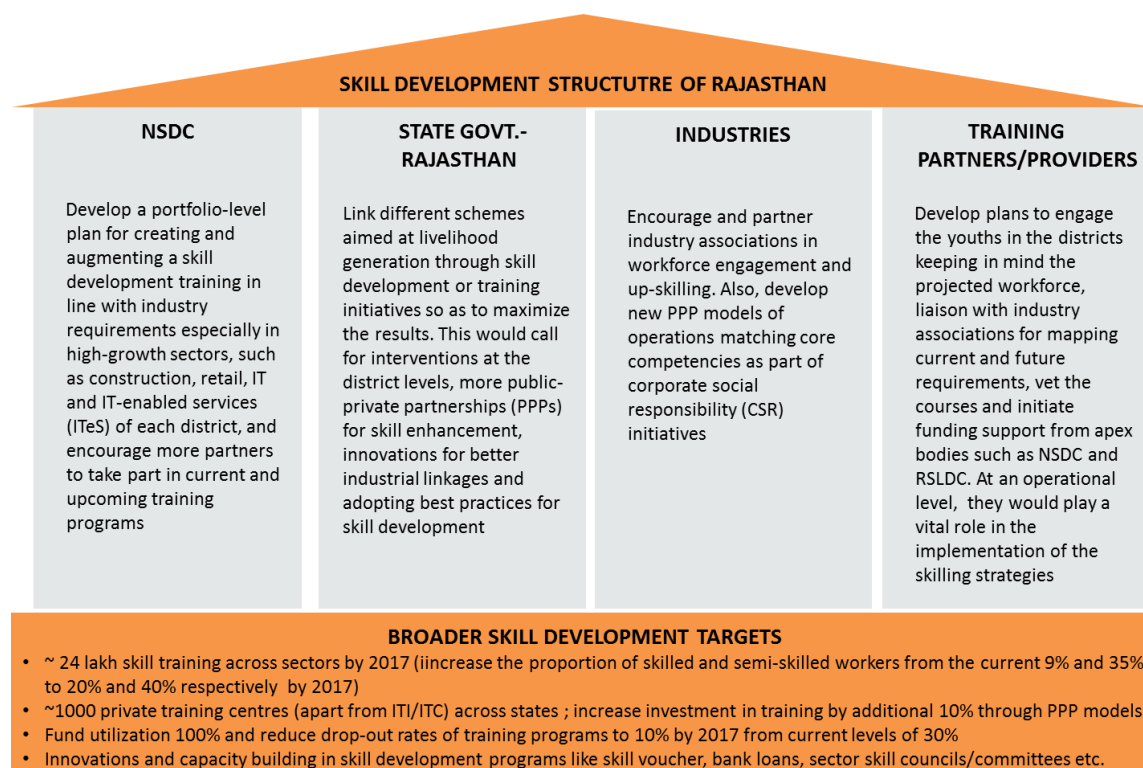 SKILL DEVELOPMENT STRUCTUTRE OF RAJASTHAN
NSDC
Develop a portfolio-level
plan for creating and
augmenting a skill
development training in
line with industry
requirements especially in
high-growth sectors, such
as construction, retail, IT
and IT-enabled services
(ITeS) of each district, and
encourage more partners
to take part in current and
upcoming training
programs
STATE GOVT.-
RAJASTHAN
Link different schemes
aimed at livelihood
generation through skill
development or training
initiatives so as to maximize
the results. This would call
for interventions at the
district levels, more public-
private partnerships (PPPs)
for skill enhancement,
innovations for better
industrial linkages and
adopting best practices for
skill development
INDUSTRIES
Encourage and partner
industry associations in
workforce engagement and
up-skilling. Also, develop
new PPP models of
operations matching core
competencies as part of
corporate social
responsibility (CSR)
initiatives
TRAINING
PARTNERS/PROVIDERS
Develop plans to engage
the youths in the districts
keeping in mind the
projected workforce,
liaison with industry
associations for mapping
current and future
requirements, vet the
courses and initiate
funding support from apex
bodies such as NSDC and
RSLDC. At an operational
level, they would play a
vital role in the
implementation of the
skilling strategies
BROADER SKILL DEVELOPMENT TARGETS
• ~ 24 lakh skill training across sectors by 2017 (iincrease the proportion of skilled and semi-skilled workers from the current 9% and 35%
to 20% and 40% respectively by 2017)
• ~1000 private training centres (apart from ITI/ITC) across states ; increase investment in training by additional 10% through PPP models
• Fund utilization 100% and reduce drop-out rates of training programs to 10% by 2017 from current levels of 30%
• Innovations and capacity building in skill development programs like skill voucher, bank loans, sector skill councils/committees etc.